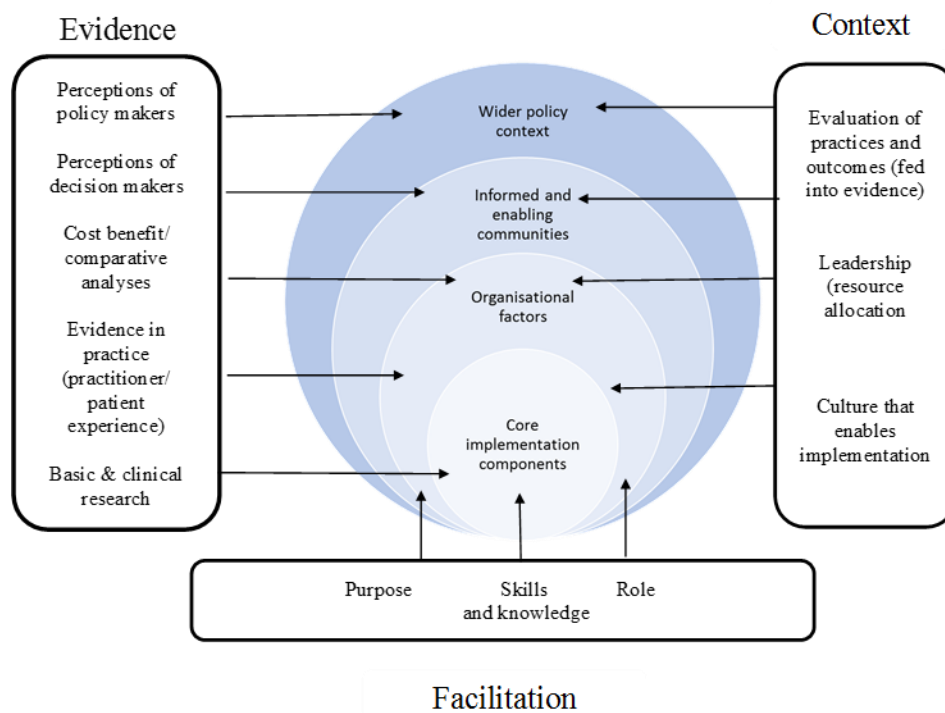 Evidence
Perceptions of
policy makers
Perceptions of
decision makers
Cost benefit/
comparative
analyses
Evidence in
practice
(practitioner/
patient
experience)
Basic & clinical
research
Wider policy
context
Informed and
enabling
communities
Organisational
factors
Core
implementation
components
Context
Evaluation of
practices and
outcomes (fed
into evidence)
Leadership
(resource
allocation
Culture that
enables
implementation
Purpose
Skills
and knowledge
Role
Facilitation